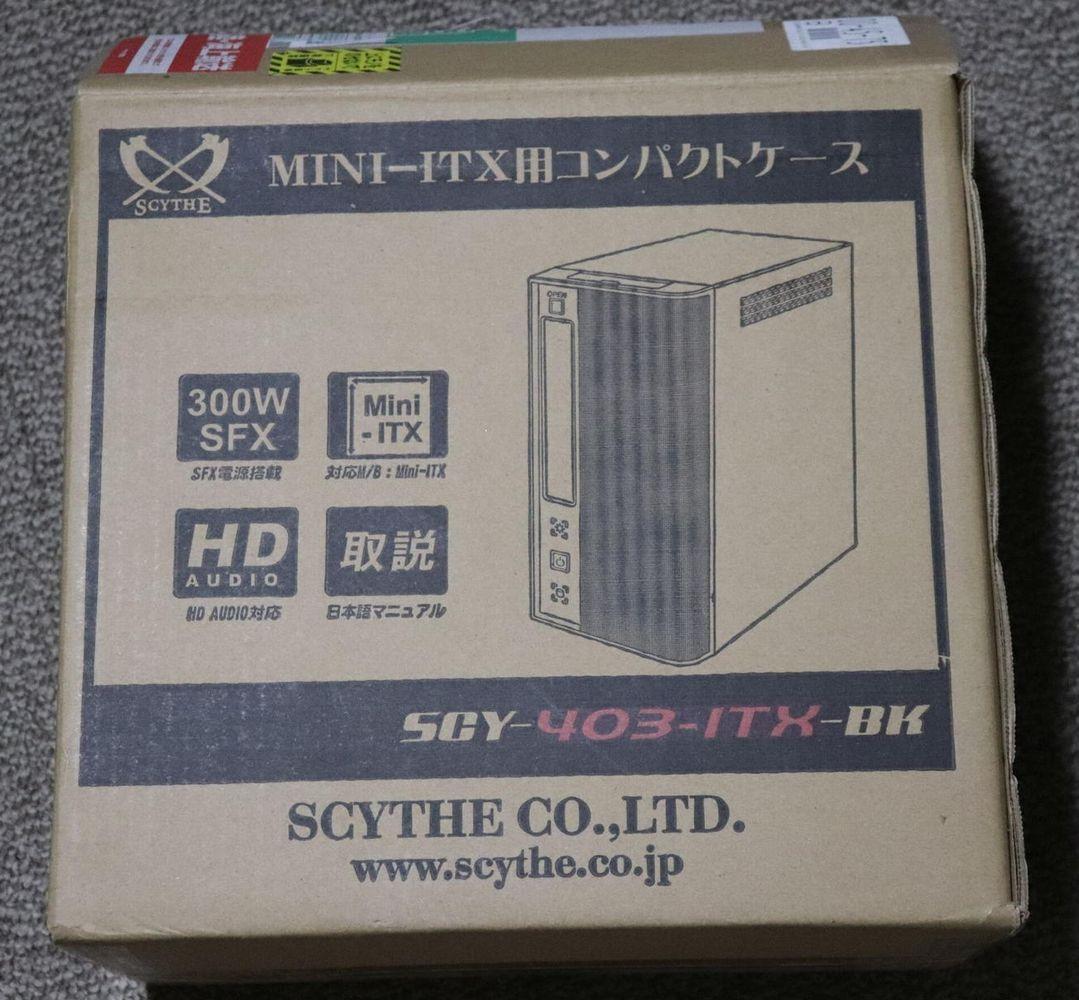 SCYTHE
MINI-ITX用コンパクトケース
OPEN
300W
SFX
SFX電源搭載
Mini
-ITX
対応M/B：Mini-ITX
HD
AUDIO
HD AUDIO対応
取説
日本語マニュアル
SCY-403-ITX-BK
SCYTHE CO.,LTD.
www.scythe.co.jp